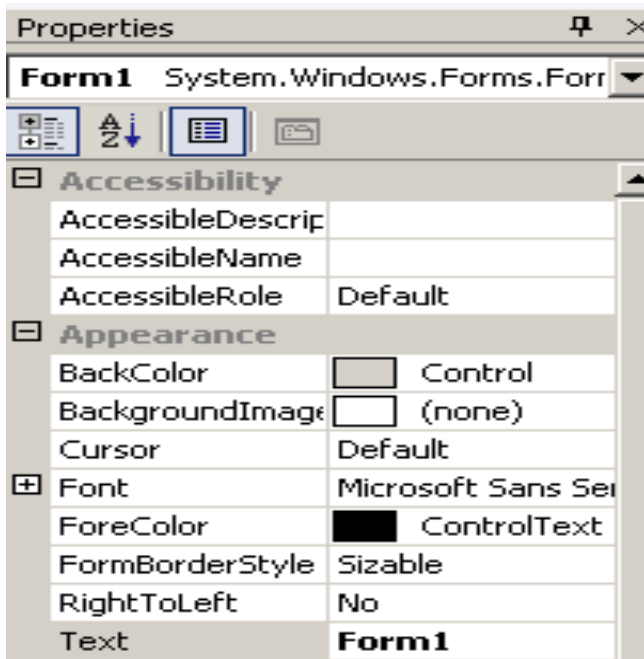 Properties
Form1 System.Windows.Forms.Forr
A Z
Accessibility
AccessibleDescrip
AccessibleName
AccessibleRole Default
Appearance
BackColor Control
BackgroundImage (none)
Cursor Default
Font Microsoft Sans Ser
ForeColor ControlText
FormBorderStyle Sizable
RightToLeft No
Text Form1